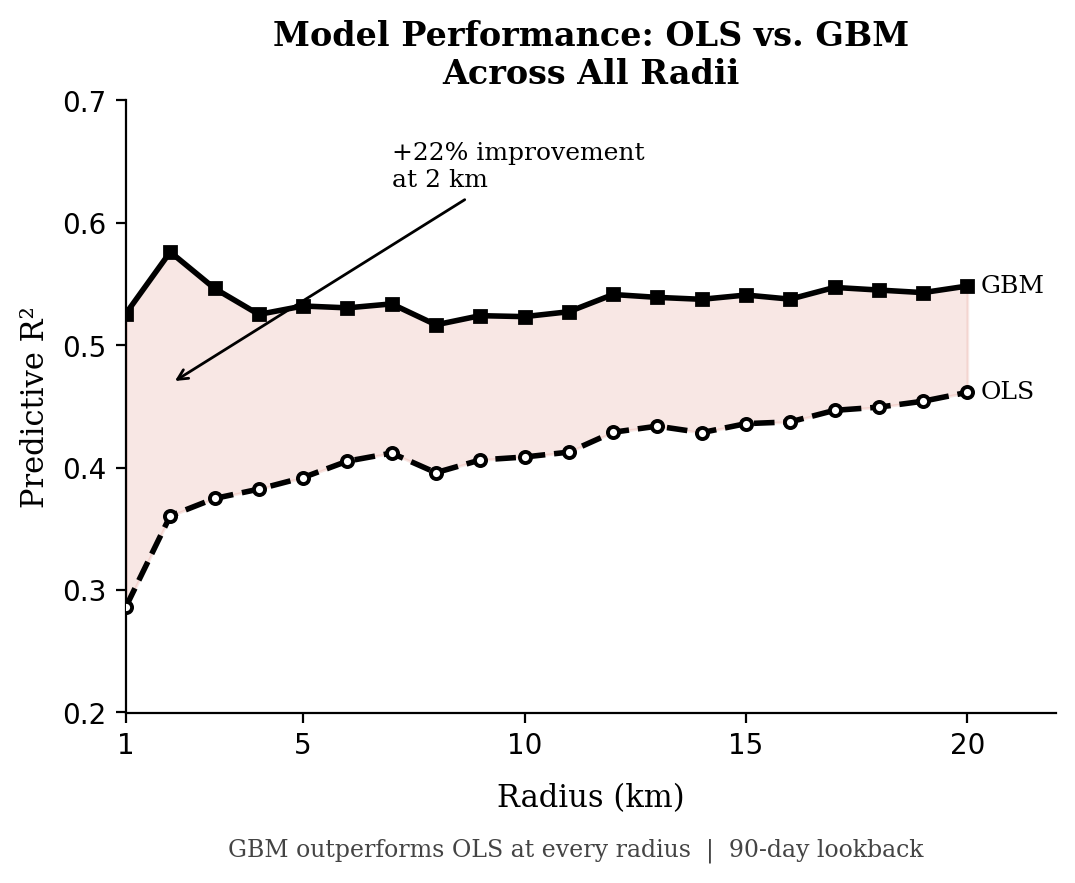 Model Performance: OLS vs. GBM
Across All Radii
0.7
0.6
0.5
0.4
0.3
0.2
Predictive R²
+22% improvement
at 2 km
GBM
OLS
1 5 10 15 20
Radius (km)
GBM outperforms OLS at every radius | 90-day lookback